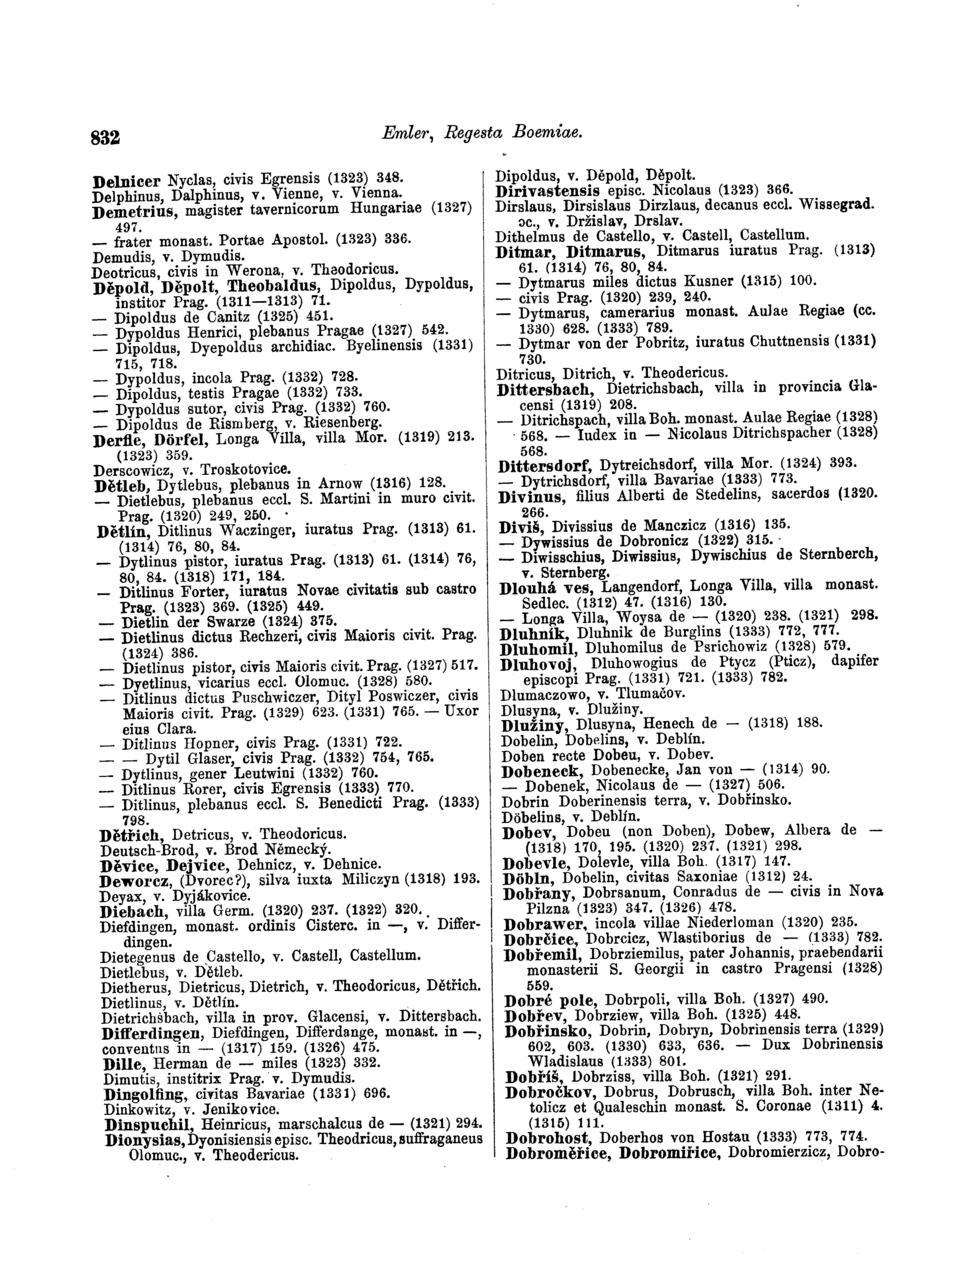 832
Emler, Regesta Boemiae.
Delnicer Nyclas, civis Egrensis (1323) 348.
Delphinus, Dalphinus, v. Vienne, v. Vienna.
Demetrius, magister tavernicorum Hungariae (1327)
497.
— frater monast. Portae Apostol. (1323) 336.
Demudis, v. Dymudis.
Deotricus, civis in Werona, v. Theodoricus.
Děpold, Děpolt, Theobaldus, Dipoldus, Dypoldus,
institor Prag. (1311—1313) 71.
— Dipoldus de Canitz (1325) 451.
— Dypoldus Henrici, plebanus Pragae (1327) 542.
— Dipoldus, Dyepoldus archidiac. Byelinensis (1331)
715, 718.
— Dypoldus, incola Prag. (1332) 728.
— Dipoldus, testis Pragae (1332) 733.
— Dypoldus sutor, civis Prag. (1332) 760.
— Dipoldus de Rismberg, v. Riesenberg.
Derfle, Dörfel, Longa Villa, villa Mor. (1319) 213.
(1323) 359.
Derscowicz, v. Troskotovice.
Dětleb, Dytlebus, plebanus in Arnow (1316) 128.
— Dietlebus, plebanus eccl. S. Martini in muro civit.
Prag. (1320) 249, 250.
Dětlín, Ditlinus Waczinger, iuratus Prag. (1313) 61.
(1314) 76, 80, 84.
— Dytlinus pistor, iuratus Prag. (1313) 61. (1314) 76,
80, 84. (1318) 171, 184.
— Ditlinus Forter, iuratus Novae civitatis sub castro
Prag. (1323) 369. (1325) 449.
— Dietlin der Swarze (1324) 375.
— Dietlinus dictus Rechzeri, civis Maioris civit. Prag.
(1324) 386.
— Dietlinus pistor, civis Maioris civit. Prag. (1327) 517.
— Dyetlinus, vicarius eccl. Olomuc. (1328) 580.
— Ditlinus dictus Puschwiczer, Dityl Poswiczer, civis
Maioris civit. Prag. (1329) 623. (1331) 765. — Uxor
eius Clara.
— Ditlinus Hopner, civis Prag. (1331) 722.
— — Dytil Glaser, civis Prag. (1332) 754, 765.
— Dytlinus, gener Leutwini (1332) 760.
— Ditlinus Rorer, civis Egrensis (1333) 770.
— Ditlinus, plebanus eccl. S. Benedicti Prag. (1333)
798.
Dětřich, Detricus, v. Theodoricus.
Deutsch-Brod, v. Brod Německý.
Děvice, Dejvice, Dehnicz, v. Dehnice.
Deworcz, (Dvorec?), silva iuxta Miliczyn (1318) 193.
Deyax, v. Dyjákovice.
Diebach, villa Germ. (1320) 237. (1322) 320.
Diefdingen, monast. ordinis Cisterc. in —, v. Differ-
dingen.
Dietegenus de Castello, v. Castell, Castellum.
Dietlebus, v. Dětleb.
Dietherus, Dietricus, Dietrich, v. Theodoricus, Dětřich.
Dietlinus, v. Dětlín.
Dietrichsbach, villa in prov. Glacensi, v. Dittersbach.
Differdingen, Diefdingen, Differdange, monast. in —,
conventus in — (1317) 159. (1326) 475.
Dille, Herman de — miles (1323) 332.
Dimutis, institrix Prag. v. Dymudis.
Dingolfing, civitas Bavariae (1331) 696.
Dinkowitz, v. Jenikovice.
Dinspuchil, Heinricus, marschalcus de — (1321) 294.
Dionysias, Dyonisiensis episc. Theodricus, suffraganeus
Olomuc., v. Theodericus.
Dipoldus, v. Děpold, Děpolt.
Dirivastensis episc. Nicolaus (1323) 366.
Dirslaus, Dirsislaus Dirzlaus, decanus eccl. Wissegrad.
ɔc., v. Držislav, Drslav.
Dithelmus de Castello, v. Castell, Castellum.
Ditmar, Ditmarus, Ditmarus iuratus Prag. (1313)
61. (1314) 76, 80, 84.
— Dytmarus miles dictus Kusner (1315) 100.
— civis Prag. (1320) 239, 240.
— Dytmarus, camerarius monast. Aulae Regiae (cc.
1330) 628. (1333) 789.
— Dytmar von der Pobritz, iuratus Chuttnensis (1331)
730.
Ditricus, Ditrich, v. Theodericus.
Dittersbach, Dietrichsbach, villa in provincia Gla-
censi (1319) 208.
— Ditrichspach, villa Boh. monast. Aulae Regiae (1328)
568. — Iudex in — Nicolaus Ditrichspacher (1328)
568.
Dittersdorf, Dytreichsdorf, villa Mor. (1324) 393.
— Dytrichsdorf, villa Bavariae (1333) 773.
Divinus, filius Alberti de Stedelins, sacerdos (1320.
266.
Diviš, Divissius de Manczicz (1316) 135.
— Dywissius de Dobronicz (1322) 315.
— Diwisschius, Diwissius, Dywischius de Sternberch,
v. Sternberg.
Dlouhá ves, Langendorf, Longa Villa, villa monast.
Sedlec. (1312) 47. (1316) 130.
— Longa Villa, Woysa de — (1320) 238. (1321) 298.
Dluhník, Dluhnik de Burglins (1333) 772, 777.
Dluhomil, Dluhomilus de Psrichowiz (1328) 579.
Dluhovoj, Dluhowogius de Ptycz (Pticz), dapifer
episcopi Prag. (1331) 721. (1333) 782.
Dlumaczowo, v. Tlumačov.
Dlusyna, v. Dlužiny.
Dlužiny, Dlusyna, Henech de — (1318) 188.
Dobelin, Dobelins, v. Deblín.
Doben recte Dobeu, v. Dobev.
Dobeneck, Dobenecke, Jan von — (1314) 90.
— Dobenek, Nicolaus de — (1327) 506.
Dobrin Doberinensis terra, v. Dobřinsko.
Döbelins, v. Deblín.
Dobev, Dobeu (non Doben), Dobew, Albera de —
(1318) 170, 195. (1320) 237. (1321) 298.
Dobevle, Dolevle, villa Boh. (1317) 147.
Döbln, Dobelin, civitas Saxoniae (1312) 24.
Dobřany, Dobrsanum, Conradus de — civis in Nova
Pilzna (1323) 347. (1326) 478.
Dobrawer, incola villae Niederloman (1320) 235.
Dobrčice, Dobrcicz, Wlastiborius de — (1333) 782.
Dobřemil, Dobrziemilus, pater Johannis, praebendarii
monasterii S. Georgii in castro Pragensi (1328)
559.
Dobré pole, Dobrpoli, villa Boh. (1327) 490.
Dobřev, Dobrziew, villa Boh. (1325) 448.
Dobřinsko, Dobrin, Dobryn, Dobrinensis terra (1329)
602, 603. (1330) 633, 636. — Dux Dobrinensis
Wladislaus (1333) 801.
Dobříš, Dobrziss, villa Boh. (1321) 291.
Dobročkov, Dobrus, Dobrusch, villa Boh. inter Ne-
tolicz et Qualeschin monast. S. Coronae (1311) 4.
(1315) 111.
Dobrohost, Doberhos von Hostau (1333) 773, 774.
Dobroměřice, Dobromiřice, Dobromierzicz, Dobro-